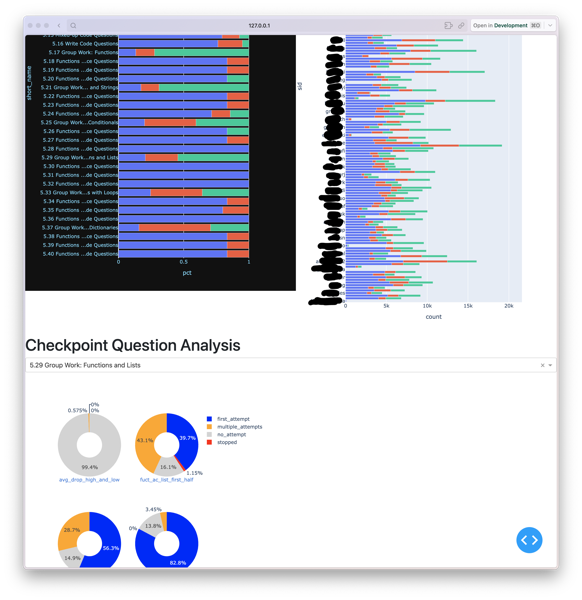 127.0.0.1
Open in Development ⌘O
short_name
5.16 Write Code Questions
5.17 Group Work: Functions
5.18 Functions ...ce Questions
5.19 Functions ...de Questions
5.20 Functions ...de Questions
5.21 Group Work... and Strings
5.22 Functions ...ce Questions
5.23 Functions ...de Questions
5.24 Functions ...de Questions
5.25 Group Work...Conditionals
5.26 Functions ...ce Questions
5.27 Functions ...de Questions
5.28 Functions ...de Questions
5.29 Group Work...ns and Lists
5.30 Functions ...ce Questions
5.31 Functions ...de Questions
5.32 Functions ...de Questions
5.33 Group Work...s with Loops
5.34 Functions ...ce Questions
5.35 Functions ...de Questions
5.36 Functions ...de Questions
5.37 Group Work...Dictionaries
5.38 Functions ...ce Questions
5.39 Functions ...de Questions
5.40 Functions ...de Questions
0 0.5 1
pct
sid
0 5k 10k 15k 20k
count
Checkpoint Question Analysis
5.29 Group Work: Functions and Lists
0%
0.575% 0%
99.4%
avg_drop_high_and_low
43.1%
39.7%
16.1%
1.15%
fuct_ac_list_first_half
first_attempt
multiple_attempts
no_attempt
stopped
28.7%
56.3%
14.9%
3.45%
0%
13.8%
82.8%